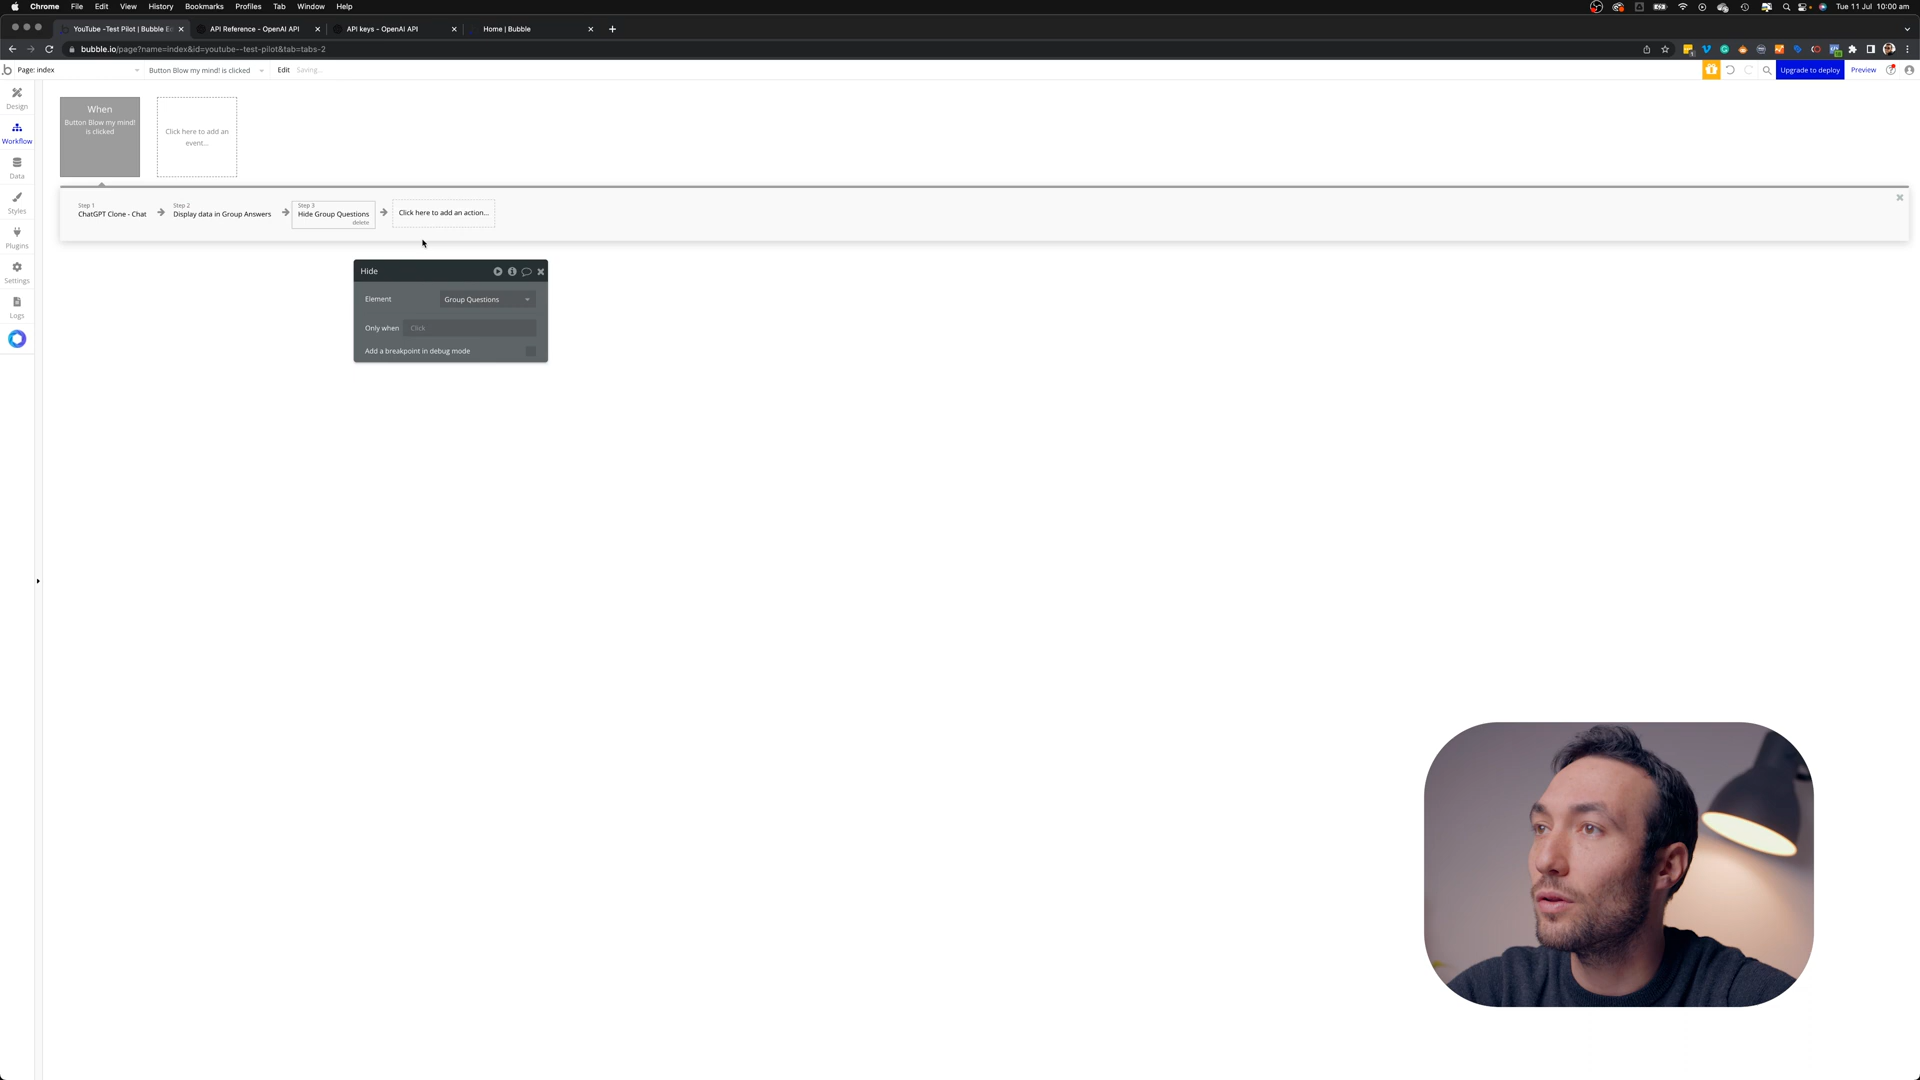 Chrome File Edit View History Bookmarks Profiles Tab Window Help Tue 11 Jul 10:00 am
YouTube -Test Pilot | Bubble E API Reference - OpenAI API API keys - OpenAI API Home | Bubble
bubble.io/page?name=index&id=youtube--test-pilot&tab=tabs-2
Page: index Button Blow my mind! is clicked Edit Saving... Upgrade to deploy Preview
Design
Workflow
Data
Styles
Plugins
Settings
Logs
When
Button Blow my mind!
is clicked
Click here to add an
event...
Step 1
ChatGPT Clone - Chat
Step 2
Display data in Group Answers
Step 3
Hide Group Questions
delete
Click here to add an action...
Hide
Element Group Questions
Only when Click
Add a breakpoint in debug mode